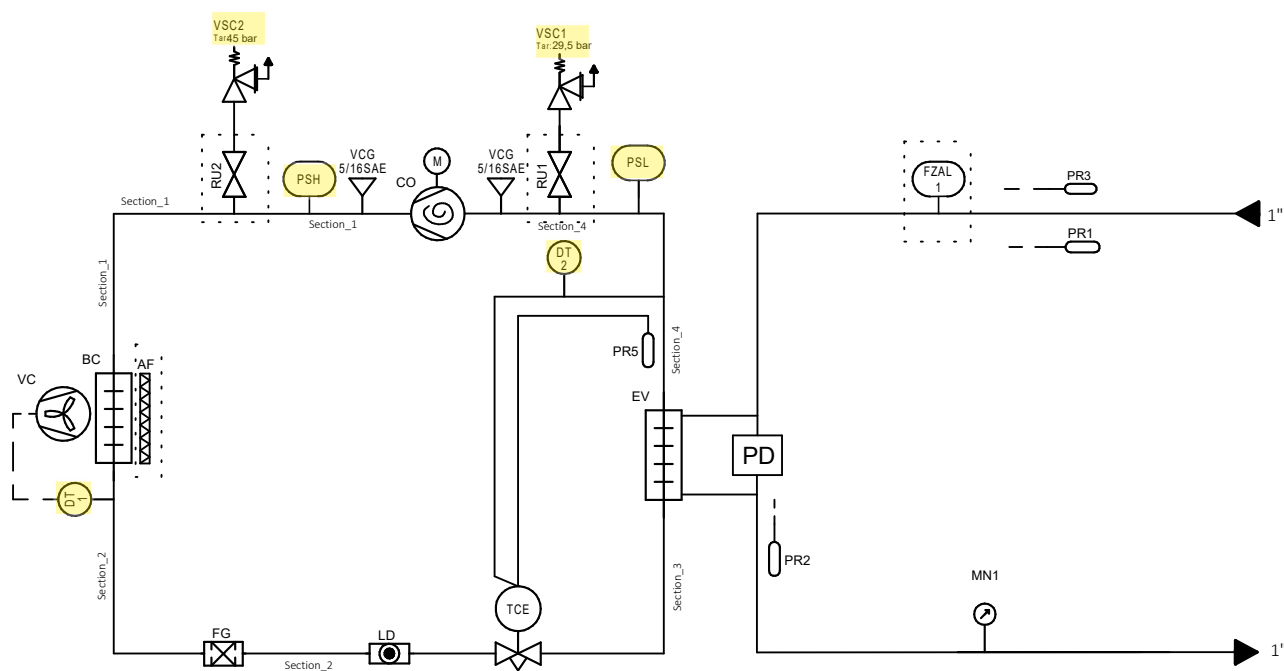 VSC2
Tar:45 bar
VSC1
Tar:29,5 bar
RU2
PSH
VCG
5/16SAE
CO
M
VCG
5/16SAE
RU1
PSL
FZAL
1
PR3
1"
PR1
Section_1
Section_1
Section_4
DT
2
Section_1
PR5
Section_4
BC
AF
VC
EV
PD
DT
1
Section_2
Section_3
PR2
TCE
MN1
FG
LD
Section_2
1"